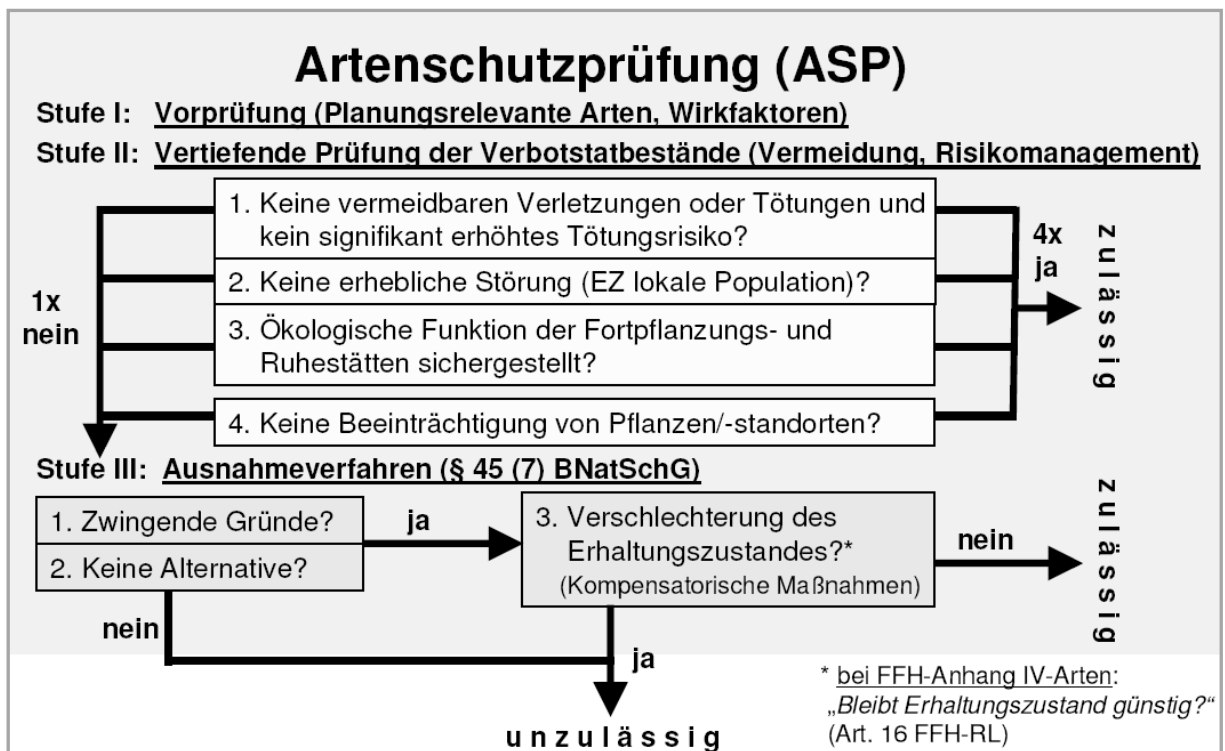 Artenschutzprüfung (ASP)
Stufe I: Vorprüfung (Planungsrelevante Arten, Wirkfaktoren)
Stufe II: Vertiefende Prüfung der Verbotstatbestände (Vermeidung, Risikomanagement)
1. Keine vermeidbaren Verletzungen oder Tötungen und
kein signifikant erhöhtes Tötungsrisiko?
2. Keine erhebliche Störung (EZ lokale Population)?
3. Ökologische Funktion der Fortpflanzungs- und
Ruhestätten sichergestellt?
4. Keine Beeinträchtigung von Pflanzen/-standorten?
1x
nein
4x
ja
zulässig
Stufe III: Ausnahmeverfahren (§ 45 (7) BNatSchG)
1. Zwingende Gründe?
2. Keine Alternative?
ja
3. Verschlechterung des
Erhaltungszustandes?*
(Kompensatorische Maßnahmen)
nein
zulässig
nein
ja
unzulässig
* bei FFH-Anhang IV-Arten:
„Bleibt Erhaltungszustand günstig?“
(Art. 16 FFH-RL)